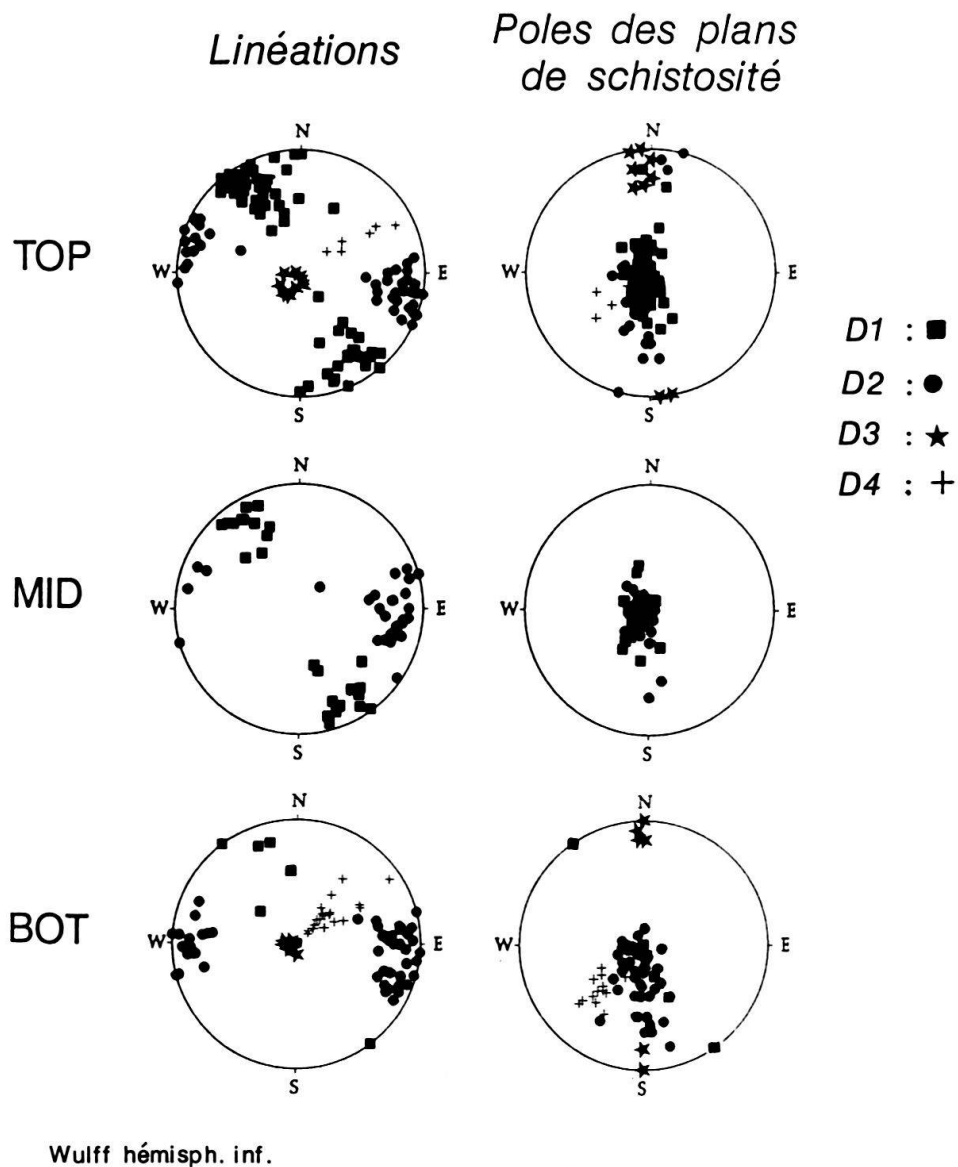 Linéations
Poles des plans
de schistosité
TOP
N
W
E
S
N
W
E
S
D1 : ■
D2 : ●
D3 : ★
D4 : +
MID
N
W
E
S
N
W
E
S
BOT
N
W
E
S
N
W
E
S
Wulff hémisph. inf.